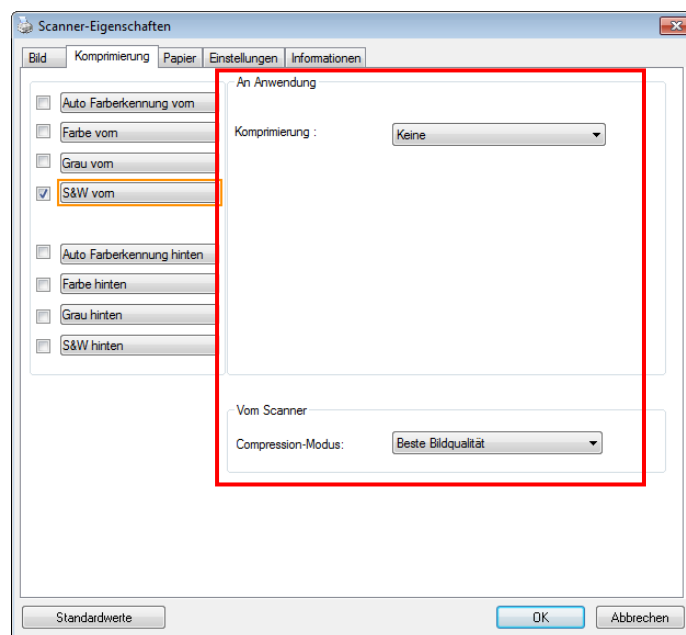 Scanner-Eigenschaften
Bild Komprimierung Papier Einstellungen Informationen
An Anwendung
Auto Farberkennung vorn
Farbe vorn
Komprimierung :
Keine
Grau vorn
S&W vorn
Auto Farberkennung hinten
Farbe hinten
Grau hinten
S&W hinten
Vom Scanner
Compression-Modus:
Beste Bildqualität
Standardwerte
OK
Abbrechen